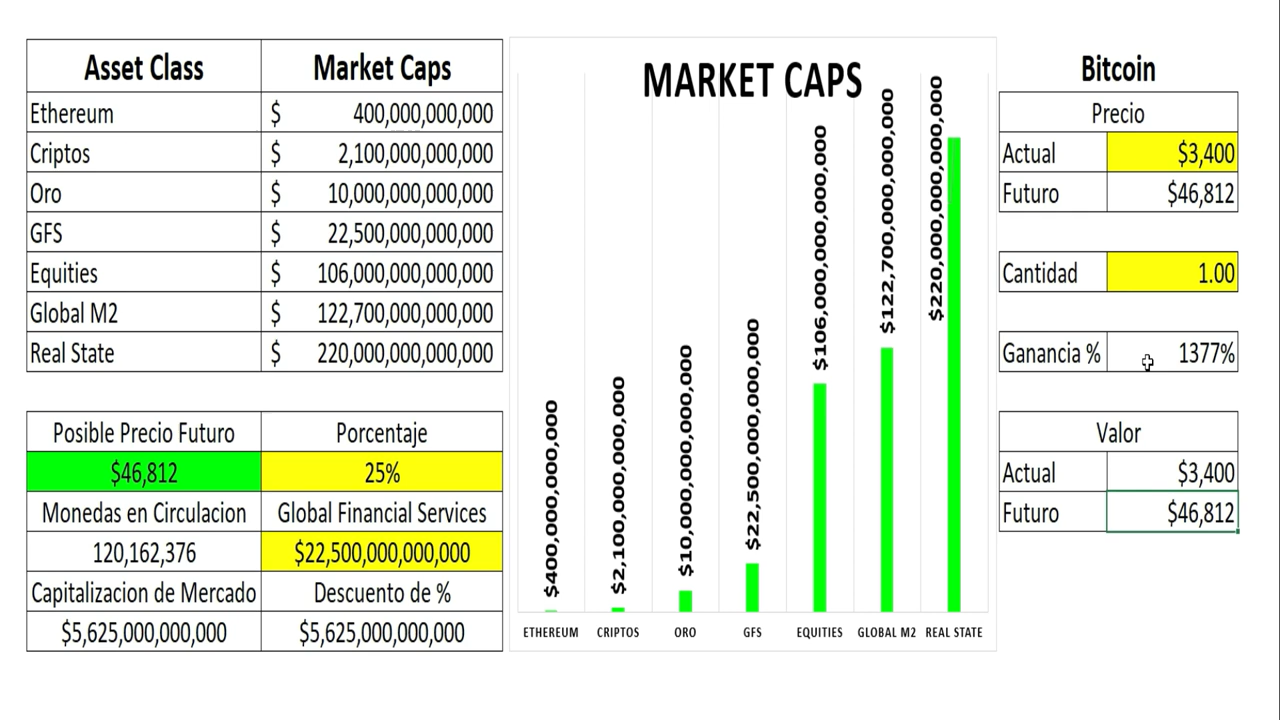 Asset Class Market Caps
Ethereum $ 400,000,000,000
Criptos $ 2,100,000,000,000
Oro $ 10,000,000,000,000
GFS $ 22,500,000,000,000
Equities $ 106,000,000,000,000
Global M2 $ 122,700,000,000,000
Real State $ 220,000,000,000,000
Posible Precio Futuro Porcentaje
$46,812 25%
Monedas en Circulacion Global Financial Services
120,162,376 $22,500,000,000,000
Capitalizacion de Mercado Descuento de %
$5,625,000,000,000 $5,625,000,000,000
MARKET CAPS
$400,000,000,000
$2,100,000,000,000
$10,000,000,000,000
$22,500,000,000,000
$106,000,000,000,000
$122,700,000,000,000
$220,000,000,000,000
ETHEREUM CRIPTOS ORO GFS EQUITIES GLOBAL M2 REAL STATE
Bitcoin
Precio
Actual $3,400
Futuro $46,812
Cantidad 1.00
Ganancia % 1377%
Valor
Actual $3,400
Futuro $46,812